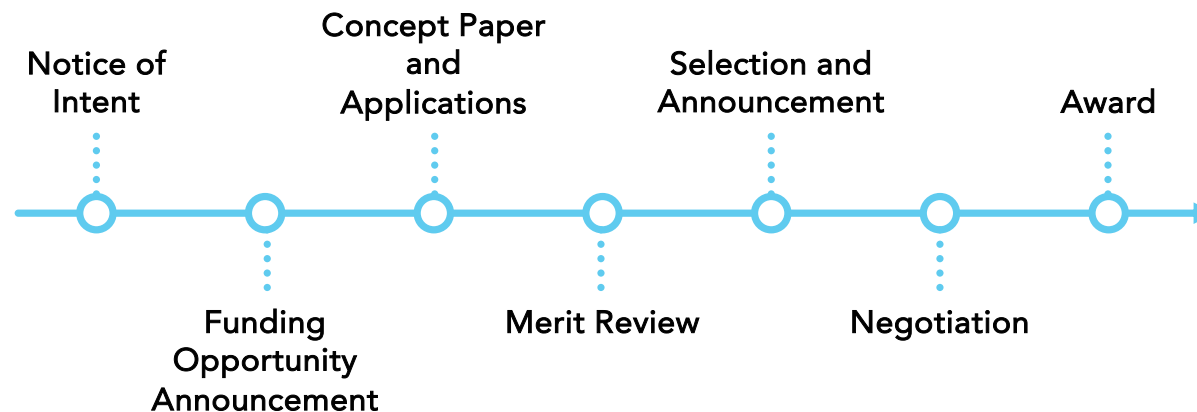 Notice of
Intent
Funding
Opportunity
Announcement
Concept Paper
and
Applications
Merit Review
Selection and
Announcement
Negotiation
Award